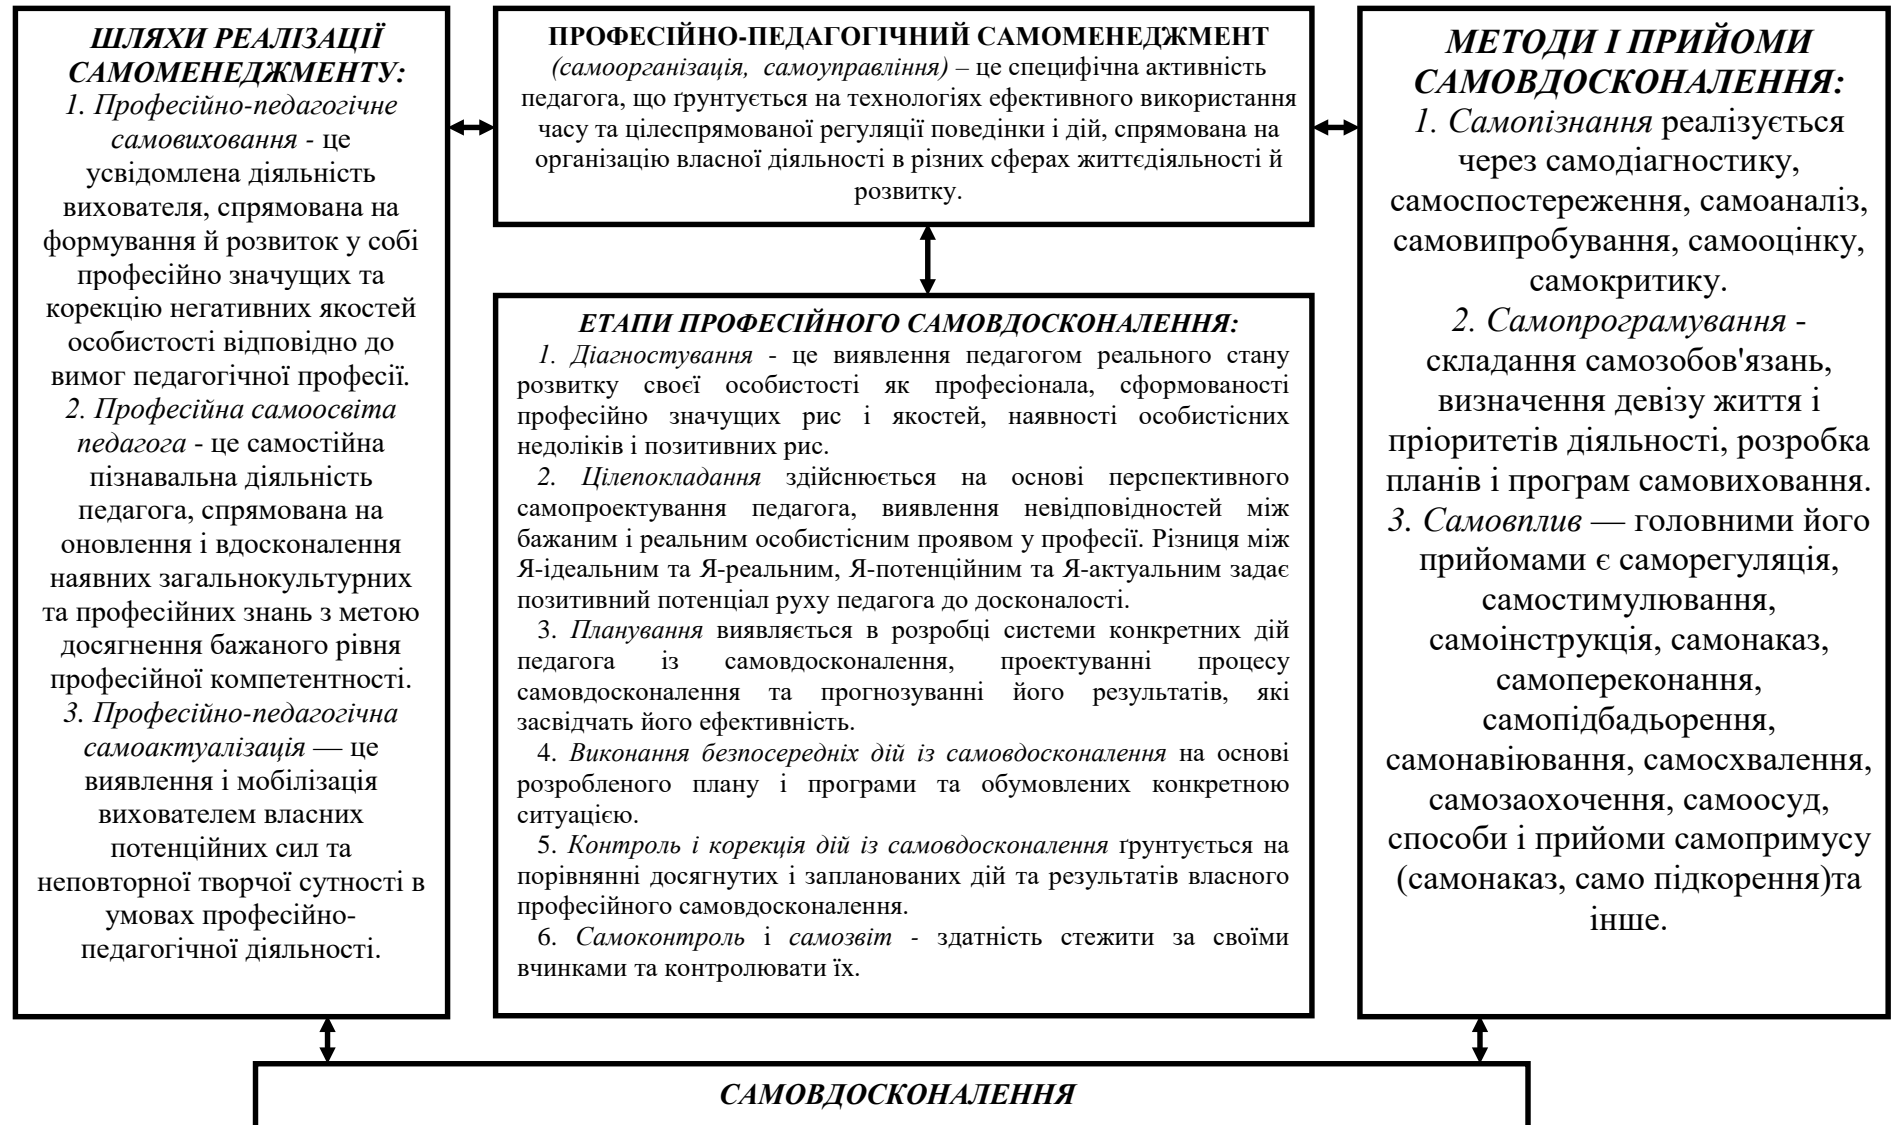 ШЛЯХИ РЕАЛІЗАЦІЇ
САМОМЕНЕДЖМЕНТУ:
1. Професійно-педагогічне
самовиховання - це
усвідомлена діяльність
вихователя, спрямована на
формування й розвиток у собі
професійно значущих та
корекцію негативних якостей
особистості відповідно до
вимог педагогічної професії.
2. Професійна самоосвіта
педагога - це самостійна
пізнавальна діяльність
педагога, спрямована на
оновлення і вдосконалення
наявних загальнокультурних
та професійних знань з метою
досягнення бажаного рівня
професійної компетентності.
3. Професійно-педагогічна
самоактуалізація — це
виявлення і мобілізація
вихователем власних
потенційних сил та
неповторної творчої сутності в
умовах професійно-
педагогічної діяльності.
ПРОФЕСІЙНО-ПЕДАГОГІЧНИЙ САМОМЕНЕДЖМЕНТ
(самоорганізація, самоуправління) – це специфічна активність
педагога, що ґрунтується на технологіях ефективного використання
часу та цілеспрямованої регуляції поведінки і дій, спрямована на
організацію власної діяльності в різних сферах життєдіяльності й
розвитку.
ЕТАПИ ПРОФЕСІЙНОГО САМОВДОСКОНАЛЕННЯ:
1. Діагностування - це виявлення педагогом реального стану
розвитку своєї особистості як професіонала, сформованості
професійно значущих рис і якостей, наявності особистісних
недоліків і позитивних рис.
2. Цілепокладання здійснюється на основі перспективного
самопроектування педагога, виявлення невідповідностей між
бажаним і реальним особистісним проявом у професії. Різниця між
Я-ідеальним та Я-реальним, Я-потенційним та Я-актуальним задає
позитивний потенціал руху педагога до досконалості.
3. Планування виявляється в розробці системи конкретних дій
педагога із самовдосконалення, проектуванні процесу
самовдосконалення та прогнозуванні його результатів, які
засвідчать його ефективність.
4. Виконання безпосередніх дій із самовдосконалення на основі
розробленого плану і програми та обумовлених конкретною
ситуацією.
5. Контроль і корекція дій із самовдосконалення ґрунтується на
порівнянні досягнутих і запланованих дій та результатів власного
професійного самовдосконалення.
6. Самоконтроль і самозвіт - здатність стежити за своїми
вчинками та контролювати їх.
МЕТОДИ І ПРИЙОМИ
САМОВДОСКОНАЛЕННЯ:
1. Самопізнання реалізується
через самодіагностику,
самоспостереження, самоаналіз,
самовипробування, самооцінку,
самокритику.
2. Самопрограмування -
складання самозобов'язань,
визначення девізу життя і
пріоритетів діяльності, розробка
планів і програм самовиховання.
3. Самовплив — головними його
прийомами є саморегуляція,
самостимулювання,
самоінструкція, самонаказ,
самопереконання,
самопідбадьорення,
самонавіювання, самосхвалення,
самозаохочення, самоосуд,
способи і прийоми самопримусу
(самонаказ, само підкорення)та
інше.
САМОВДОСКОНАЛЕННЯ